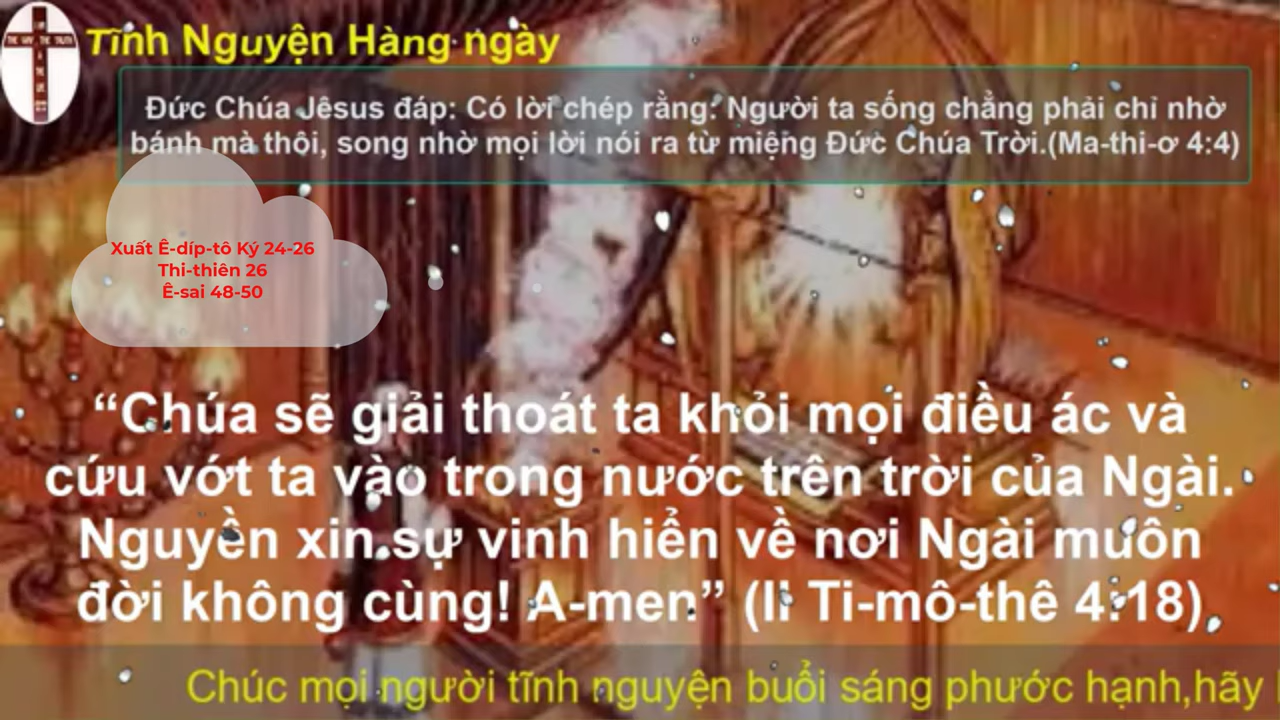 THE WAY THE TRUTH
Tĩnh Nguyện Hàng ngày
Đức Chúa Jêsus đáp: Có lời chép rằng: Người ta sống chẳng phải chỉ nhờ
bánh mà thôi, song nhờ mọi lời nói ra từ miệng Đức Chúa Trời.(Ma-thi-ơ 4:4)
Xuất Ê-díp-tô Ký 24-26
Thi-thiên 26
Ê-sai 48-50
“Chúa sẽ giải thoát ta khỏi mọi điều ác và
cứu vớt ta vào trong nước trên trời của Ngài.
Nguyền xin sự vinh hiển về nơi Ngài muôn
đời không cùng! A-men” (Ii Ti-mô-thê 4:18)
Chúc mọi người tĩnh nguyện buổi sáng phước hạnh,hãy